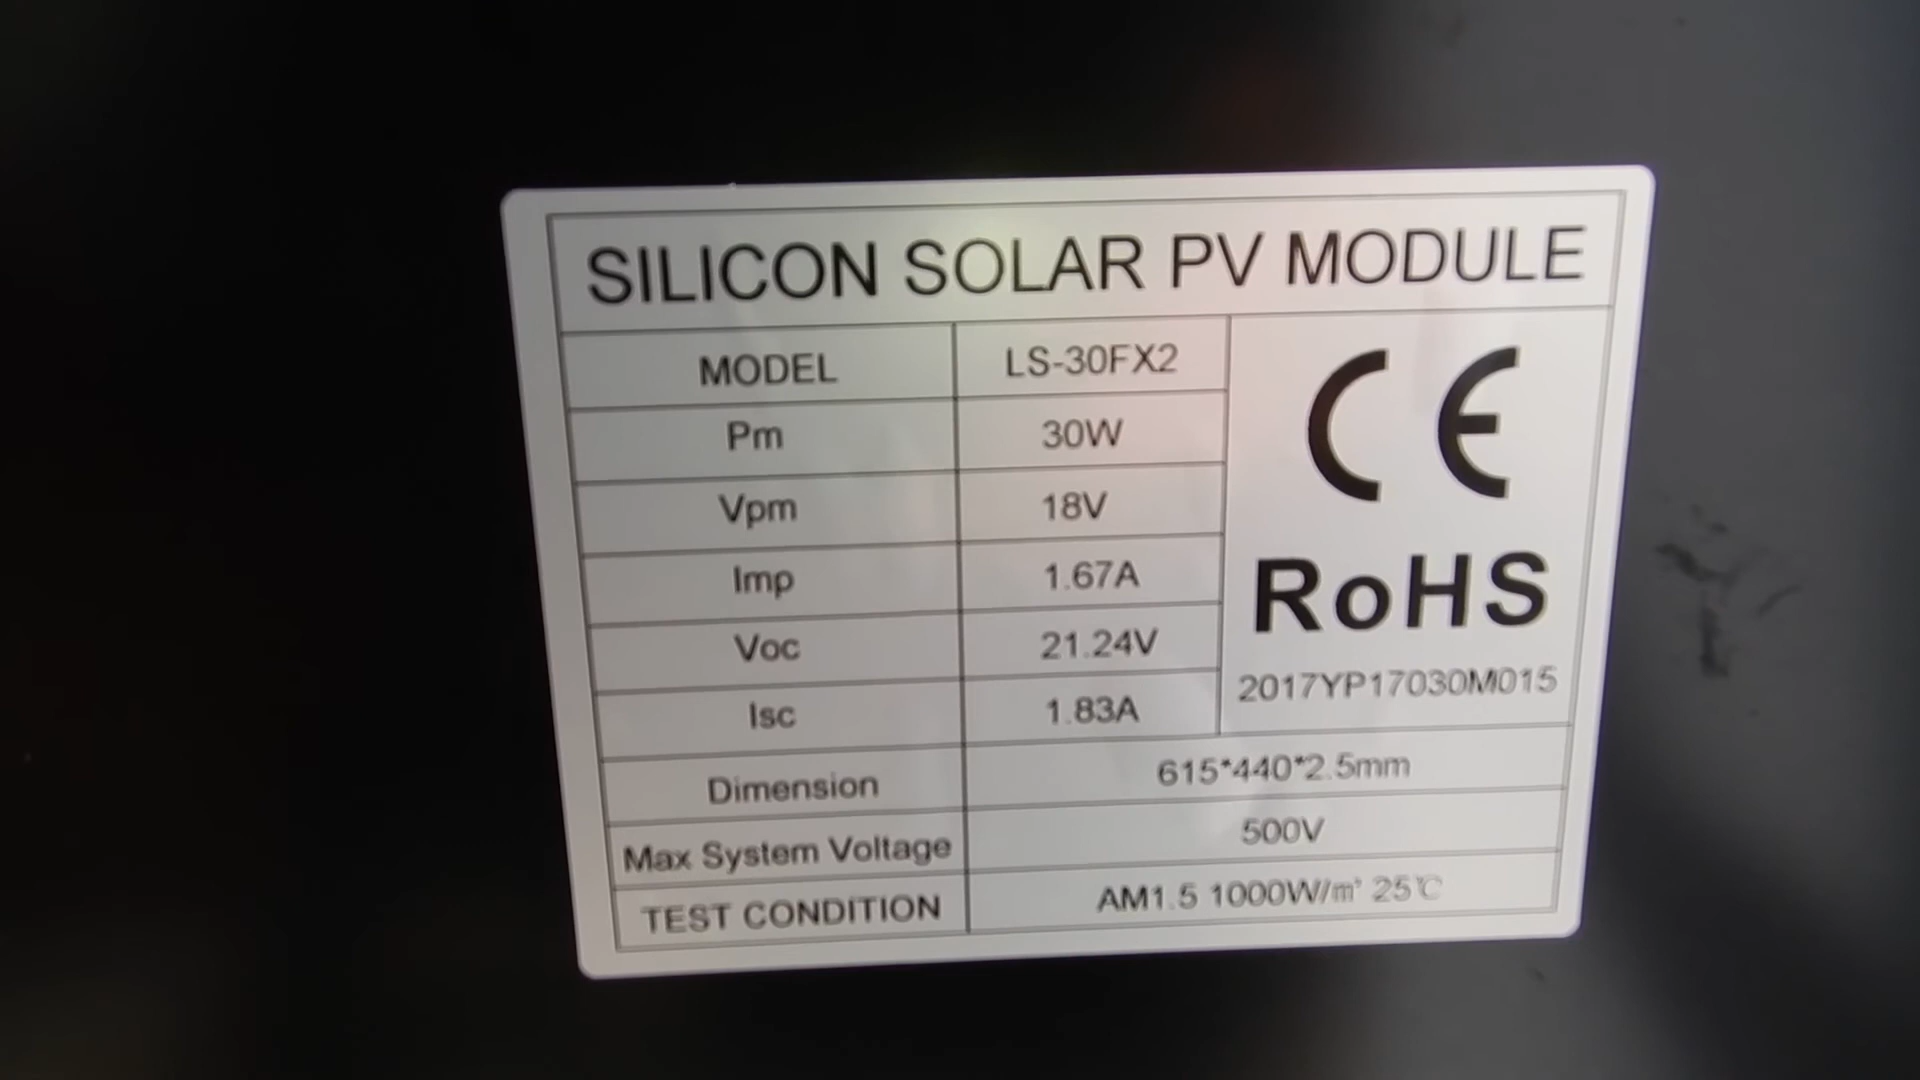 SILICON SOLAR PV MODULE
MODEL LS-30FX2
Pm 30W
Vpm 18V
Imp 1.67A
Voc 21.24V
Isc 1.83A
CE
RoHS
2017YP17030M015
Dimension 615*440*2.5mm
Max System Voltage 500V
TEST CONDITION AM1.5 1000W/m² 25℃